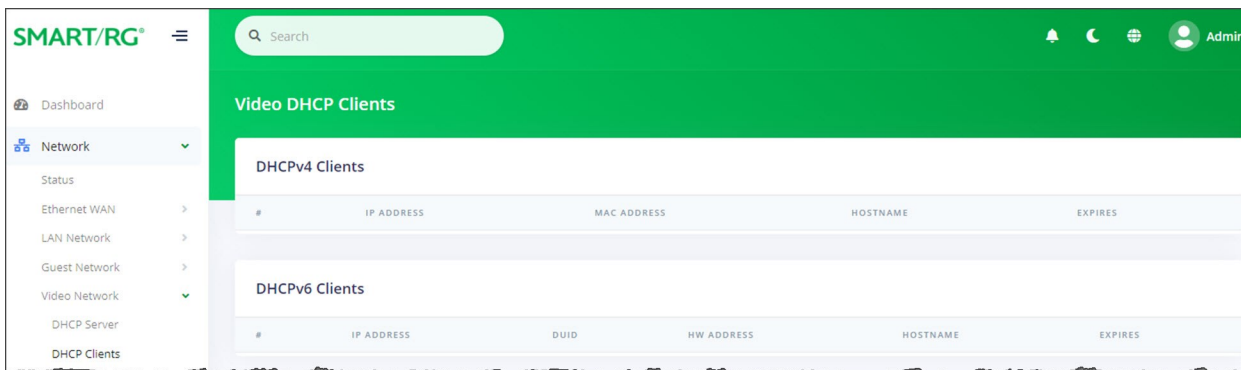 SMART/RG®
Search
Admin
Dashboard
Video DHCP Clients
Network
DHCPv4 Clients
Status
Ethernet WAN
# IP ADDRESS MAC ADDRESS HOSTNAME EXPIRES
LAN Network
Guest Network
DHCPv6 Clients
Video Network
DHCP Server
# IP ADDRESS DUID HW ADDRESS HOSTNAME EXPIRES
DHCP Clients